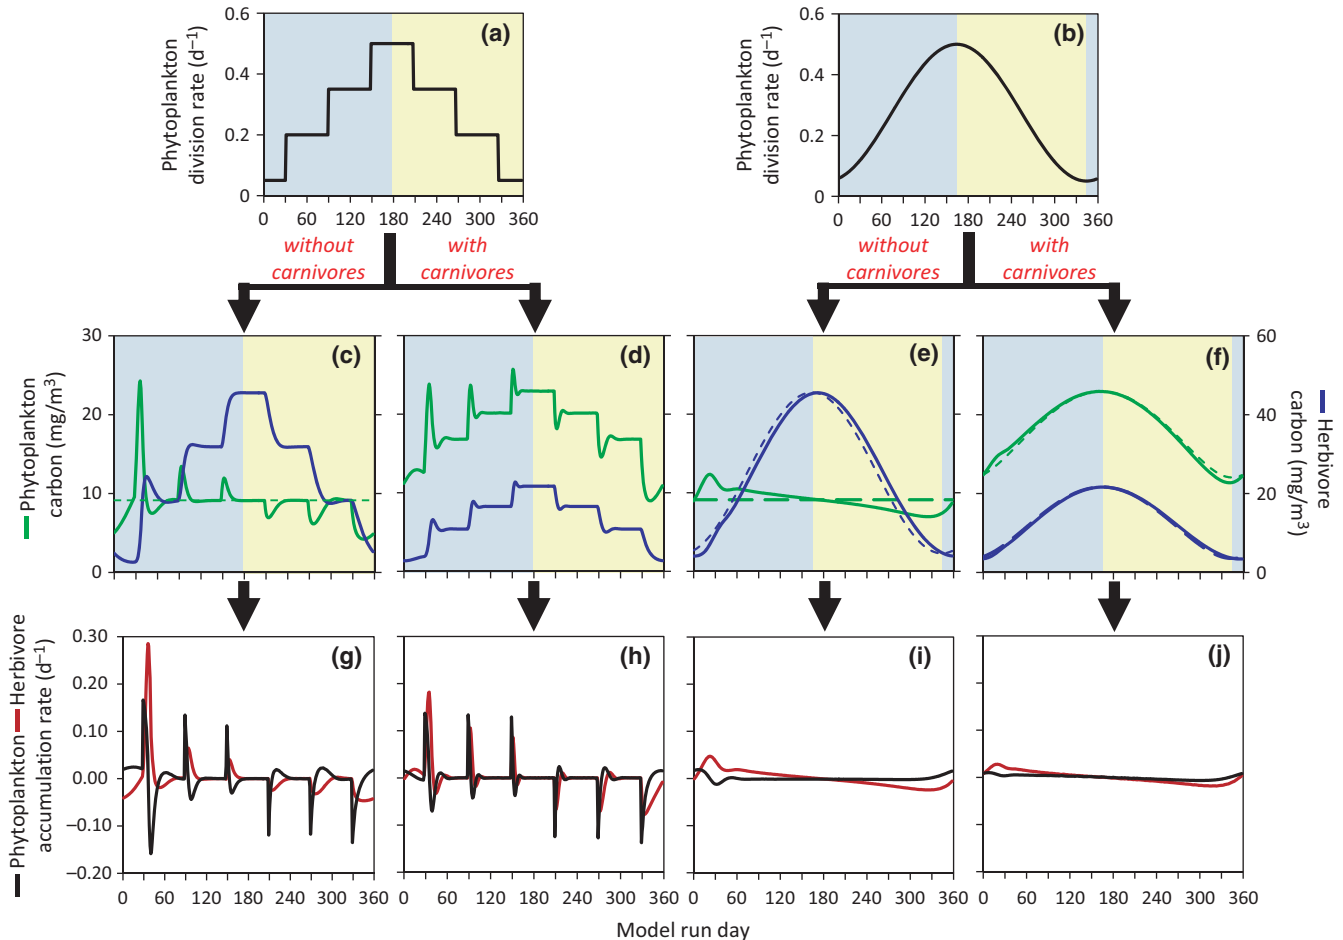 (a)
(b)
Phytoplankton
division rate (d⁻¹)
0.6
0.4
0.2
0
0 60 120 180 240 300 360
Phytoplankton
division rate (d⁻¹)
0.6
0.4
0.2
0
0 60 120 180 240 300 360
without
carnivores
with
carnivores
without
carnivores
with
carnivores
Phytoplankton
carbon (mg/m³)
30
20
10
0
(c)
(d)
(e)
(f)
60
40
20
0
Herbivore
carbon (mg/m³)
Phytoplankton Herbivore
accumulation rate (d⁻¹)
0.30
0.20
0.10
0.00
−0.10
−0.20
(g)
(h)
(i)
(j)
0 60 120 180 240 300 360
0 60 120 180 240 300 360
0 60 120 180 240 300 360
0 60 120 180 240 300 360
Model run day